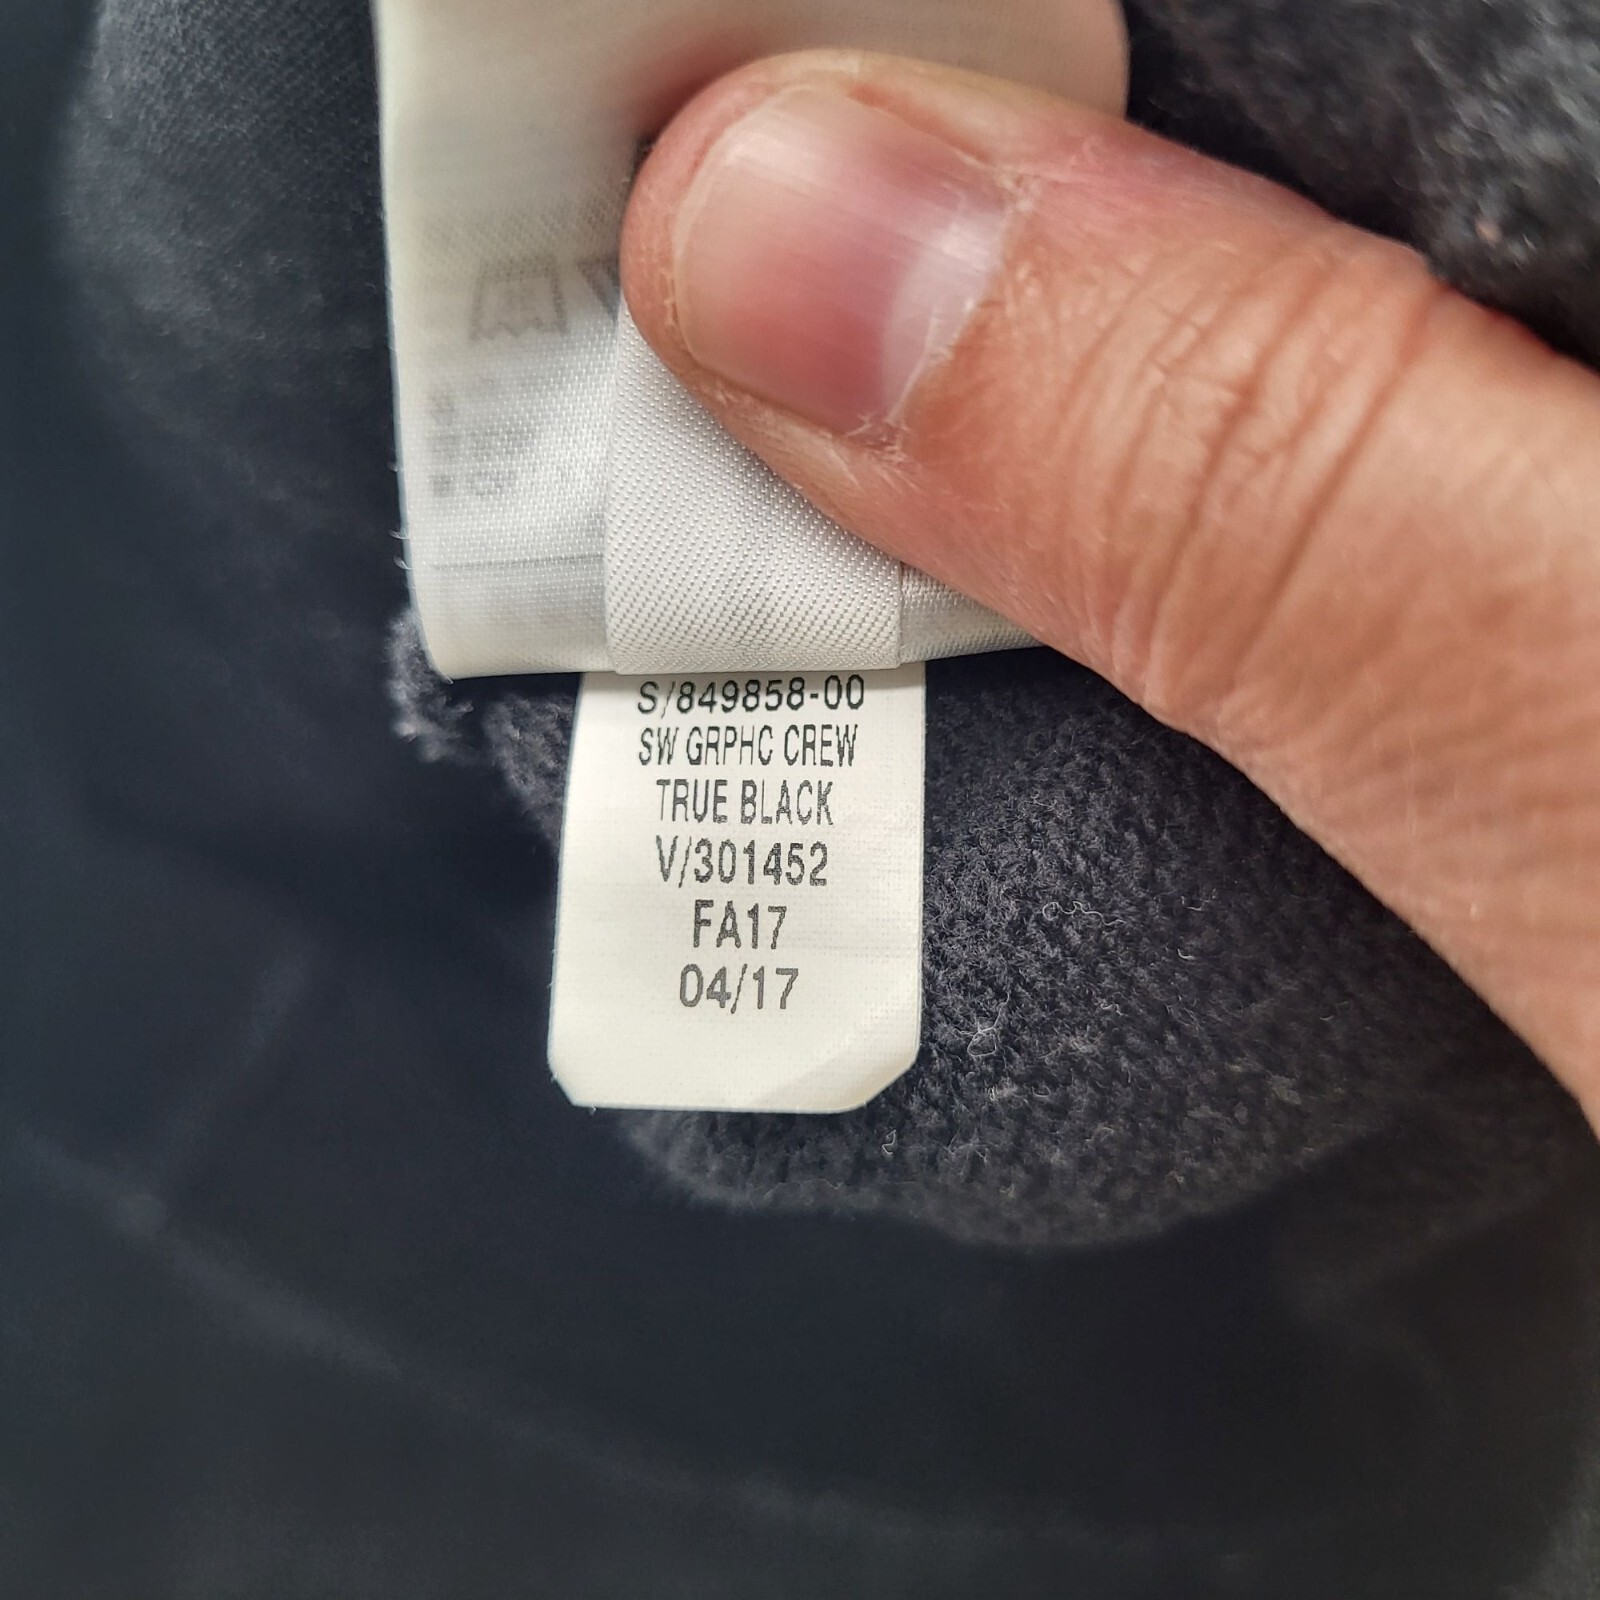 S/849858-00
SW GRPHC CREW
TRUE BLACK
V/301452
FA17
04/17